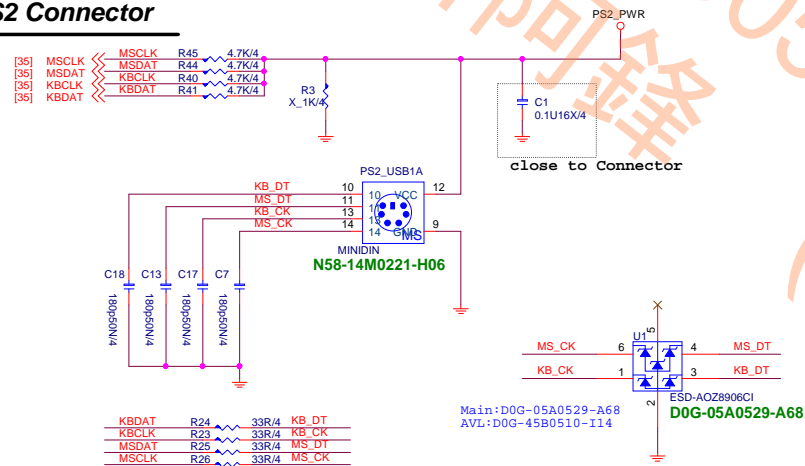 S2 Connector
PS2_PWR
[35] MSCLK MSCLK R45 4.7K/4
[35] MSDAT MSDAT R44 4.7K/4
[35] KBCLK KBCLK R40 4.7K/4
[35] KBDAT KBDAT R41 4.7K/4
R3
X_1K/4
C1
0.1U16X/4
close to Connector
PS2_USB1A
KB_DT 10 10 VCC 12
MS_DT 11 11
KB_CK 13 13
MS_CK 14 14 GND 9
MS
MINIDIN
N58-14M0221-H06
C18 C13 C17 C7
180p50N/4 180p50N/4 180p50N/4 180p50N/4
U1 5
MS_CK 6 4 MS_DT
KB_CK 1 3 KB_DT
2
ESD-AOZ8906CI
D0G-05A0529-A68
Main:D0G-05A0529-A68
AVL:D0G-45B0510-I14
KBDAT R24 33R/4 KB_DT
KBCLK R23 33R/4 KB_CK
MSDAT R25 33R/4 MS_DT
MSCLK R26 33R/4 MS_CK